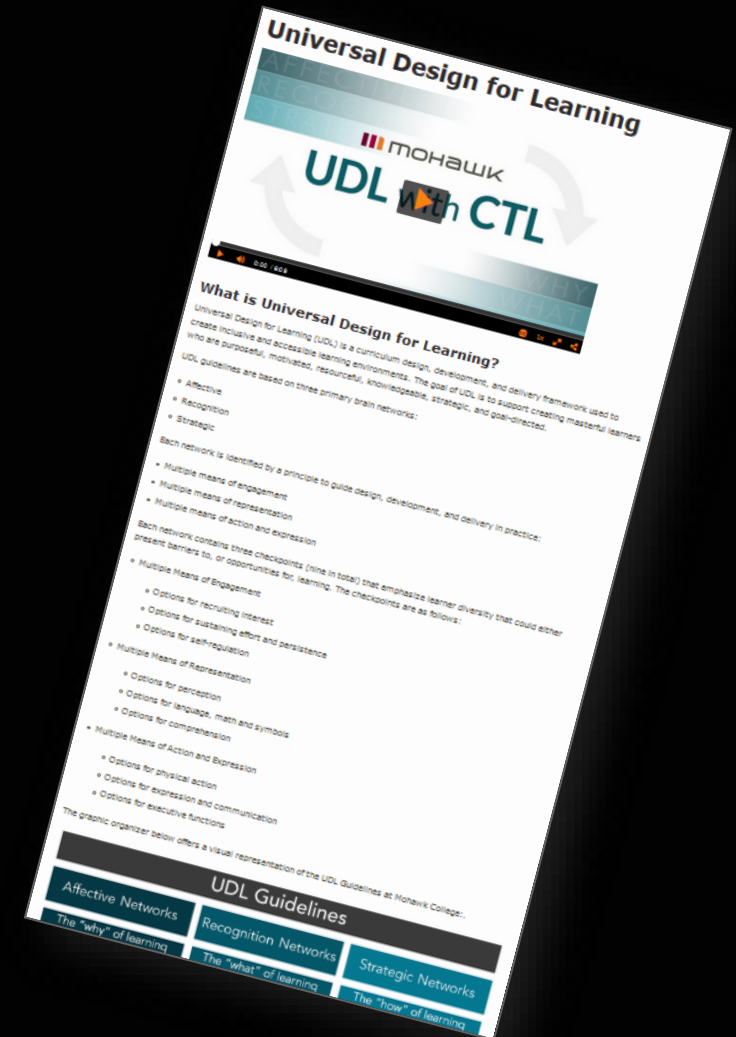 Universal Design for Learning
AFFECTIVE
RECOG
STR
mohawk
UDL with CTL
WHY
WHAT
0:00 /
1x
What is Universal Design for Learning?
Universal Design for Learning (UDL) is a curriculum design, development, and delivery framework used to
create inclusive and accessible learning environments. The goal of UDL is to support creating masterful learners
who are purposeful, motivated, resourceful, knowledgeable, strategic, and goal-directed.
UDL guidelines are based on three primary brain networks:
Affective
Recognition
Strategic
Each network is identified by a principle to guide design, development, and delivery in practice:
Multiple means of engagement
Multiple means of representation
Multiple means of action and expression
Each network contains three checkpoints (nine in total) that emphasize learner diversity that could either
present barriers to, or opportunities for, learning. The checkpoints are as follows:
Multiple Means of Engagement
Options for recruiting interest
Options for sustaining effort and persistence
Options for self-regulation
Multiple Means of Representation
Options for perception
Options for language, math and symbols
Options for comprehension
Multiple Means of Action and Expression
Options for physical action
Options for expression and communication
Options for executive functions
The graphic organizer below offers a visual representation of the UDL Guidelines at Mohawk College:.
UDL Guidelines
Affective Networks
Recognition Networks
Strategic Networks
The "why" of learning
The "what" of learning
The "how" of learning